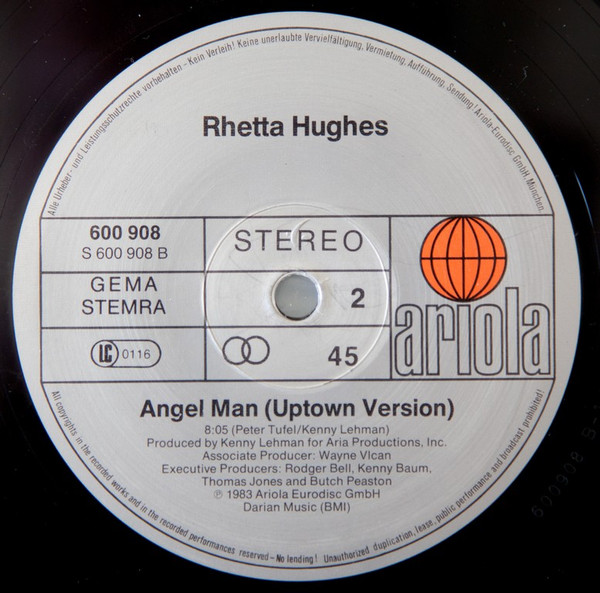 Alle Urheber- und Leistungsschutzrechte vorbehalten - Kein Verleih! Keine unerlaubte Vervielfältigung, Vermietung, Aufführung, Sendung! Ariola-Eurodisc GmbH, München
Rhetta Hughes
600 908
S 600 908 B
STEREO
GEMA
STEMRA
2
LC 0116
45
ariola
Angel Man (Uptown Version)
8:05 (Peter Tufel/Kenny Lehman)
Produced by Kenny Lehman for Aria Productions, Inc.
Associate Producer: Wayne Vlcan
Executive Producers: Rodger Bell, Kenny Baum,
Thomas Jones and Butch Peaston
℗ 1983 Ariola Eurodisc GmbH
Darian Music (BMI)
All copyrights in the recorded works and in the recorded performances reserved - No lending! Unauthorized duplication, lease, public performance and broadcast prohibited!